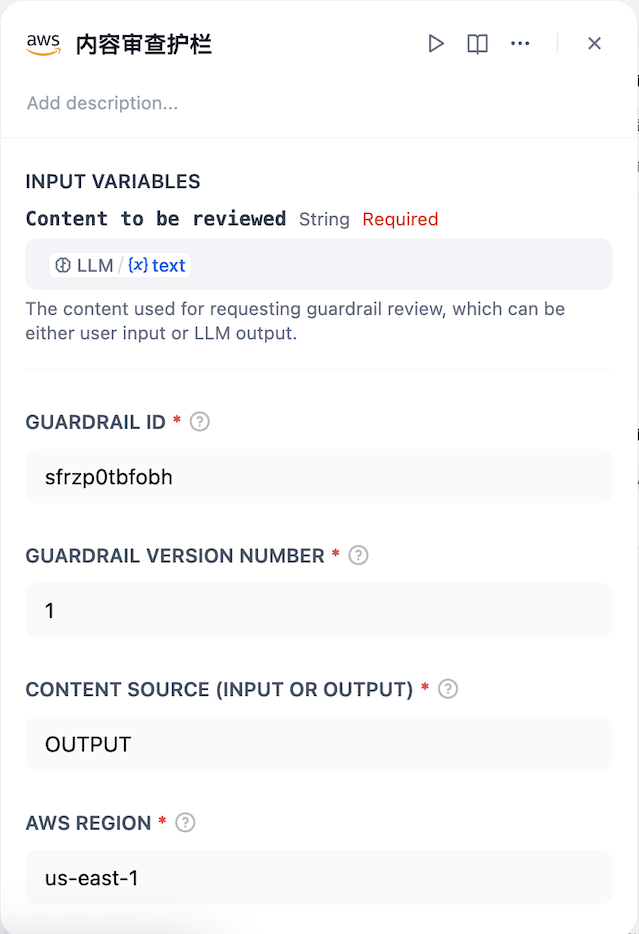 aws 内容审查护栏
Add description...
INPUT VARIABLES
Content to be reviewed String Required
LLM / {x} text
The content used for requesting guardrail review, which can be
either user input or LLM output.
GUARDRAIL ID *
sfrzp0tbfobh
GUARDRAIL VERSION NUMBER *
1
CONTENT SOURCE (INPUT OR OUTPUT) *
OUTPUT
AWS REGION *
us-east-1